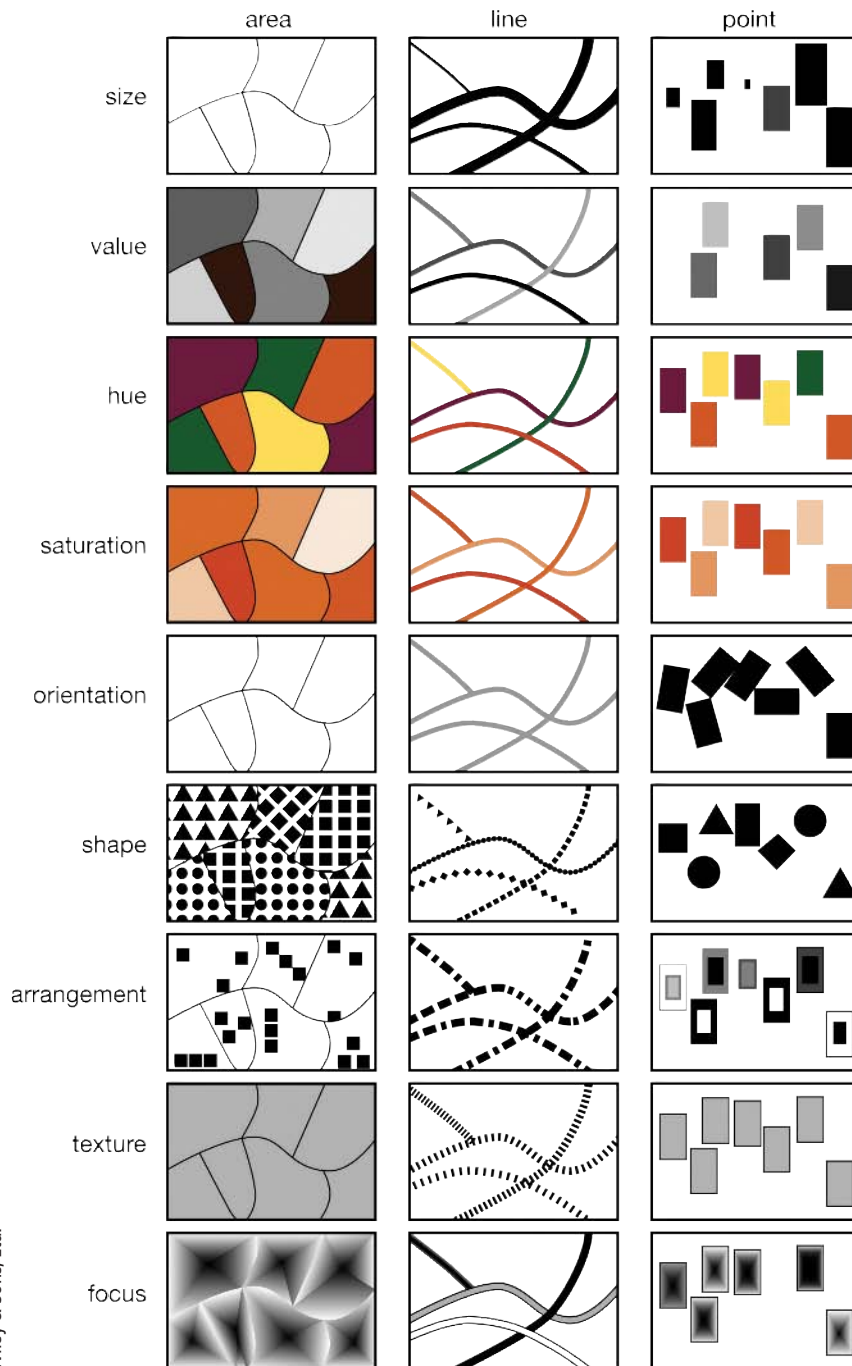 area line point
size
value
hue
saturation
orientation
shape
arrangement
texture
focus